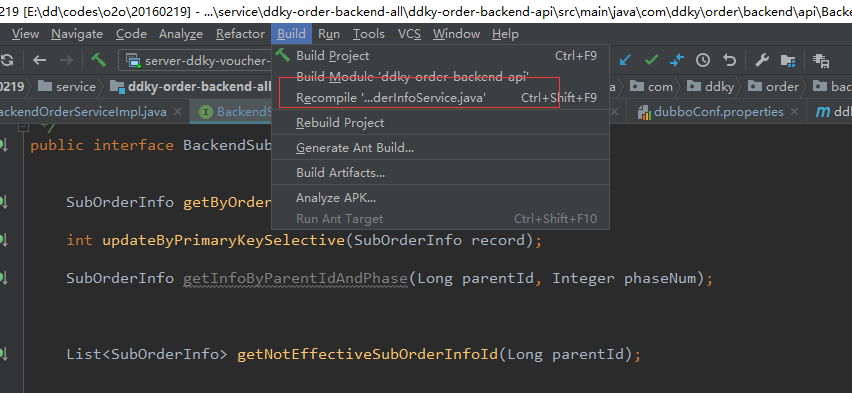 219 [E:\dd\codes\o2o\20160219] - ...\service\ddky-order-backend-all\ddky-order-backend-api\src\main\java\com\ddky\order\backend\api\Backe
View Navigate Code Analyze Refactor Build Run Tools VCS Window Help
server-ddky-voucher-
0219 service ddky-order-backend-all a com ddky order bac
ackendOrderServiceImpl.java BackendS dubboConf.properties dd
Build Project Ctrl+F9
Build Module 'ddky-order-backend-api'
Recompile '...derInfoService.java' Ctrl+Shift+F9
Rebuild Project
Generate Ant Build...
Build Artifacts...
Analyze APK...
Run Ant Target Ctrl+Shift+F10
*/
public interface BackendSub
SubOrderInfo getByOrder
int updateByPrimaryKeySelective(SubOrderInfo record);
SubOrderInfo getInfoByParentIdAndPhase(Long parentId, Integer phaseNum);
List<SubOrderInfo> getNotEffectiveSubOrderInfoId(Long parentId);